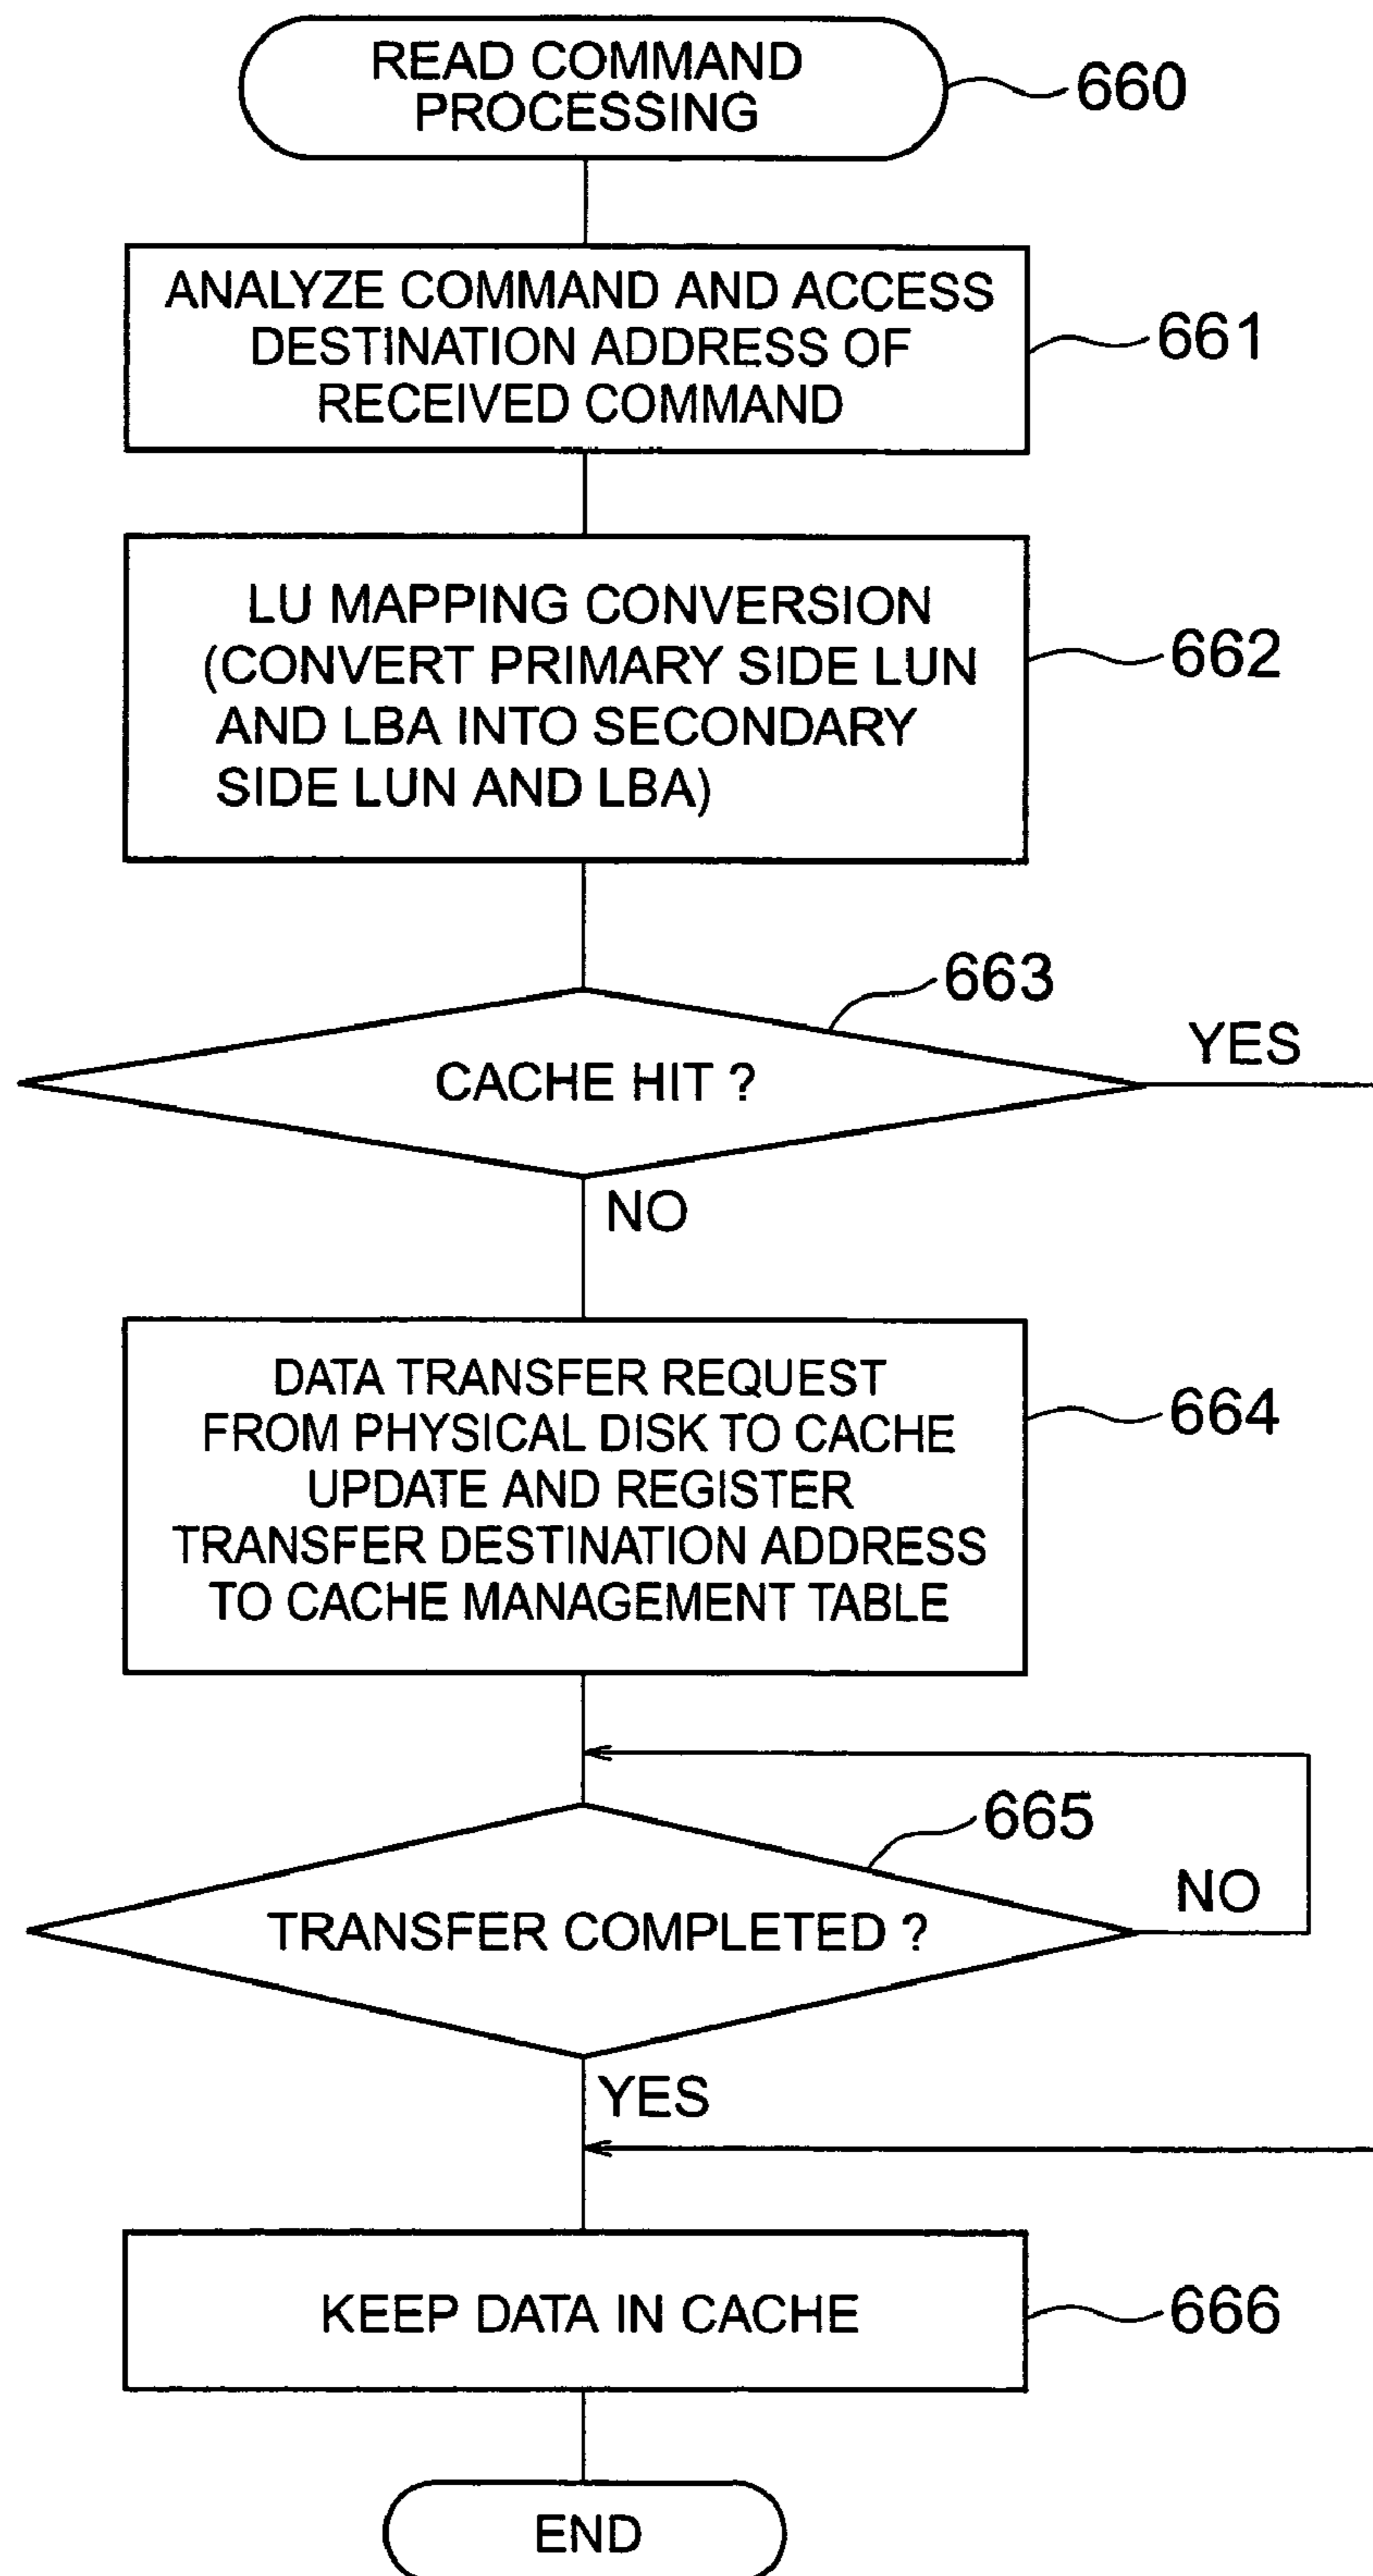 READ COMMAND
PROCESSING
660
ANALYZE COMMAND AND ACCESS
DESTINATION ADDRESS OF
RECEIVED COMMAND
661
LU MAPPING CONVERSION
(CONVERT PRIMARY SIDE LUN
AND LBA INTO SECONDARY
SIDE LUN AND LBA)
662
663
CACHE HIT ?
YES
NO
DATA TRANSFER REQUEST
FROM PHYSICAL DISK TO CACHE
UPDATE AND REGISTER
TRANSFER DESTINATION ADDRESS
TO CACHE MANAGEMENT TABLE
664
665
TRANSFER COMPLETED ?
NO
YES
KEEP DATA IN CACHE
666
END